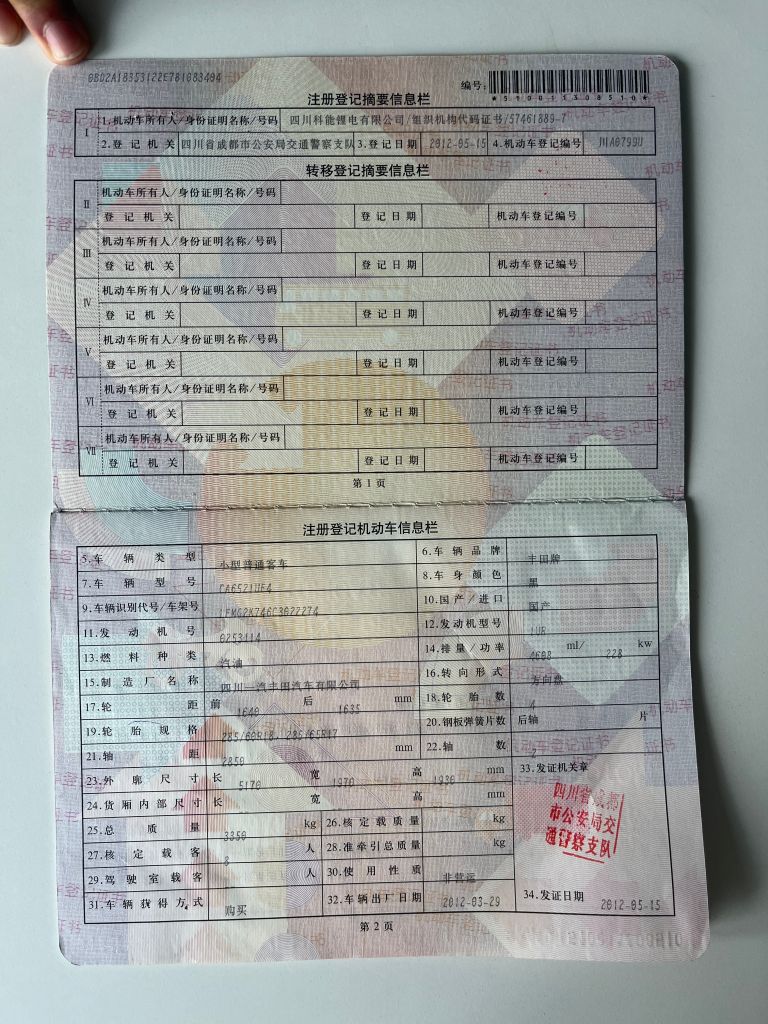 编号:
*510015308510*
注册登记摘要信息栏
Ⅰ 1.机动车所有人/身份证明名称/号码 四川科能锂电有限公司/组织机构代码证书/57461889-7
2.登记机关 四川省成都市公安局交通警察支队 3.登记日期 2012-05-15 4.机动车登记编号 川A0799U
转移登记摘要信息栏
Ⅱ 机动车所有人/身份证明名称/号码
登记机关 登记日期 机动车登记编号
Ⅲ 机动车所有人/身份证明名称/号码
登记机关 登记日期 机动车登记编号
Ⅳ 机动车所有人/身份证明名称/号码
登记机关 登记日期 机动车登记编号
Ⅴ 机动车所有人/身份证明名称/号码
登记机关 登记日期 机动车登记编号
Ⅵ 机动车所有人/身份证明名称/号码
登记机关 登记日期 机动车登记编号
Ⅶ 机动车所有人/身份证明名称/号码
登记机关 登记日期 机动车登记编号
第1页
注册登记机动车信息栏
5.车辆类型 小型普通客车 6.车辆品牌 丰田牌
7.车辆型号 CA6521UE4 8.车身颜色 黑
9.车辆识别代号/车架号 10.国产/进口 国产
11.发动机号 0253114 12.发动机型号 1UR
13.燃料种类 汽油 14.排量/功率 4608 ml/ 228 kw
15.制造厂名称 四川一汽丰田汽车有限公司 16.转向形式 方向盘
17.轮距 前 1640 后 1635 mm 18.轮胎数 4
19.轮胎规格 285/60R18, 285/65R17 20.钢板弹簧片数 后轴 片
21.轴距 2850 mm 22.轴数 2
23.外廓尺寸 长 5170 宽 1970 高 1930 mm 33.发证机关章
24.货厢内部尺寸 长 宽 高 mm
四川省成都
市公安局交
通警察支队
25.总质量 3350 kg 26.核定载质量 kg
27.核定载客 8 人 28.准牵引总质量 kg
29.驾驶室载客 人 30.使用性质 非营运
31.车辆获得方式 购买 32.车辆出厂日期 2012-03-29 34.发证日期 2012-05-15
第2页